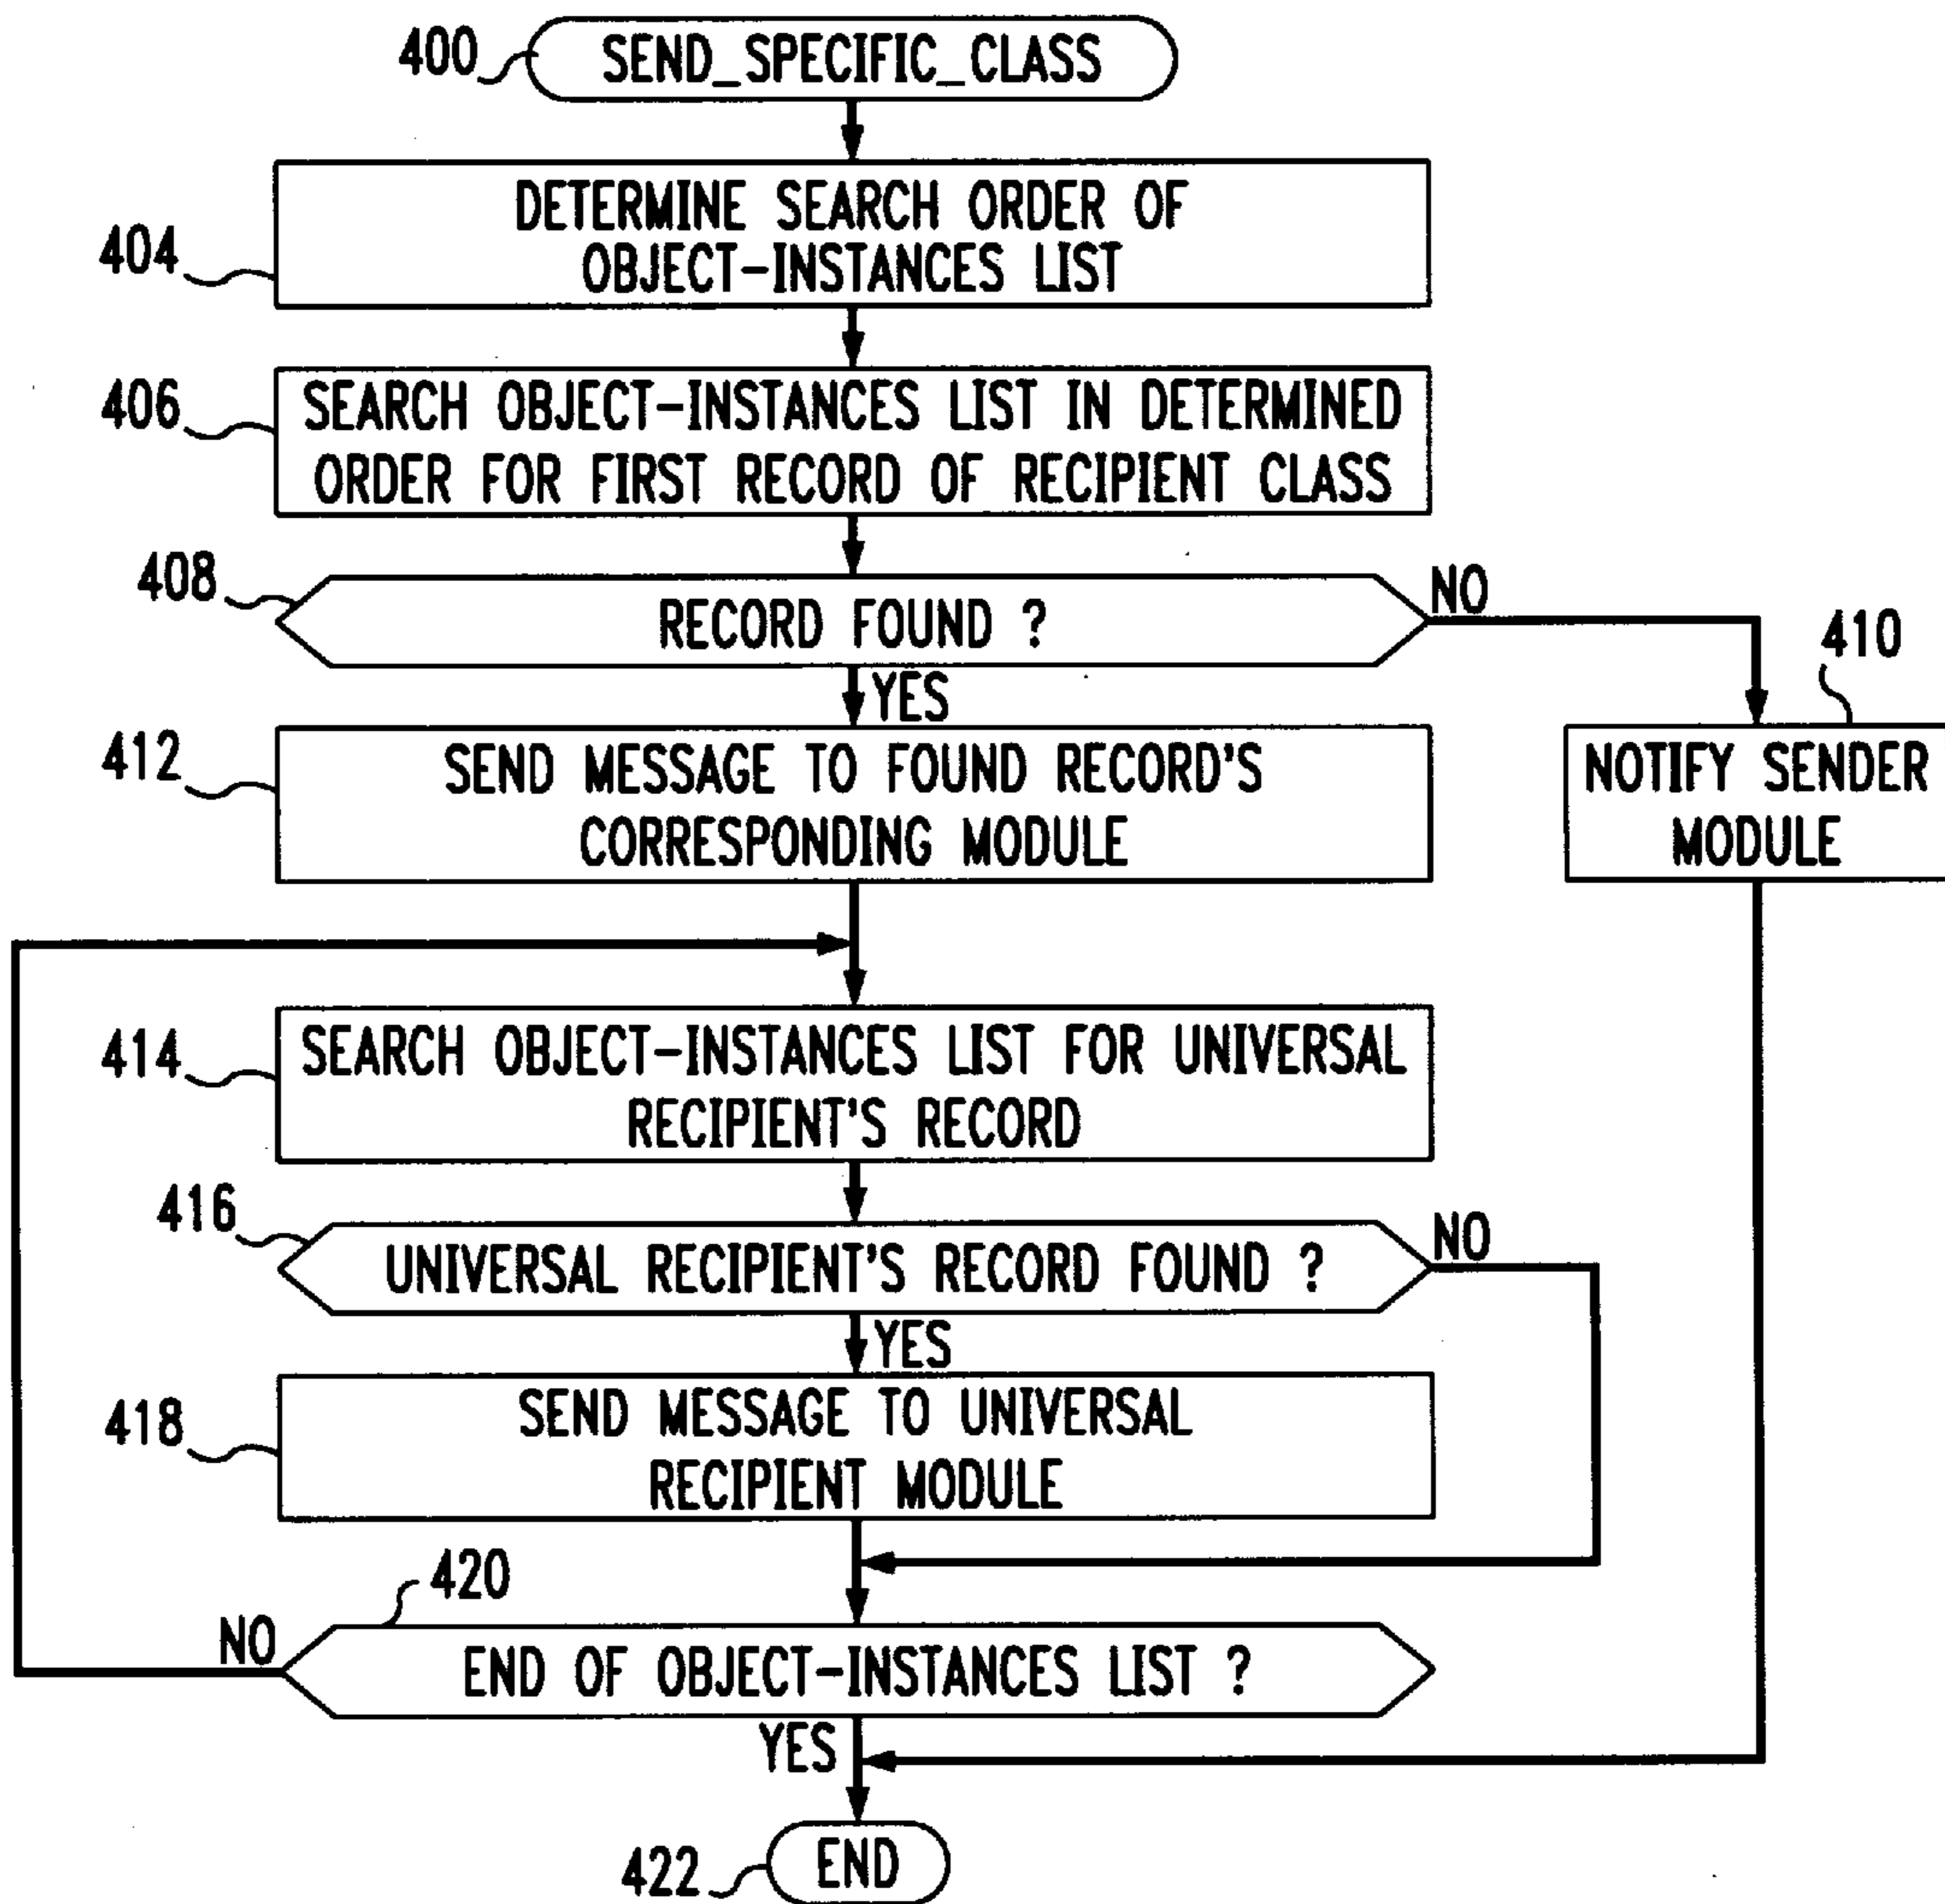 400
SEND_SPECIFIC_CLASS
DETERMINE SEARCH ORDER OF
OBJECT-INSTANCES LIST
404
406
SEARCH OBJECT-INSTANCES LIST IN DETERMINED
ORDER FOR FIRST RECORD OF RECIPIENT CLASS
408
RECORD FOUND ?
NO
YES
410
NOTIFY SENDER
MODULE
412
SEND MESSAGE TO FOUND RECORD'S
CORRESPONDING MODULE
414
SEARCH OBJECT-INSTANCES LIST FOR UNIVERSAL
RECIPIENT'S RECORD
416
UNIVERSAL RECIPIENT'S RECORD FOUND ?
NO
YES
418
SEND MESSAGE TO UNIVERSAL
RECIPIENT MODULE
420
NO
END OF OBJECT-INSTANCES LIST ?
YES
422
END